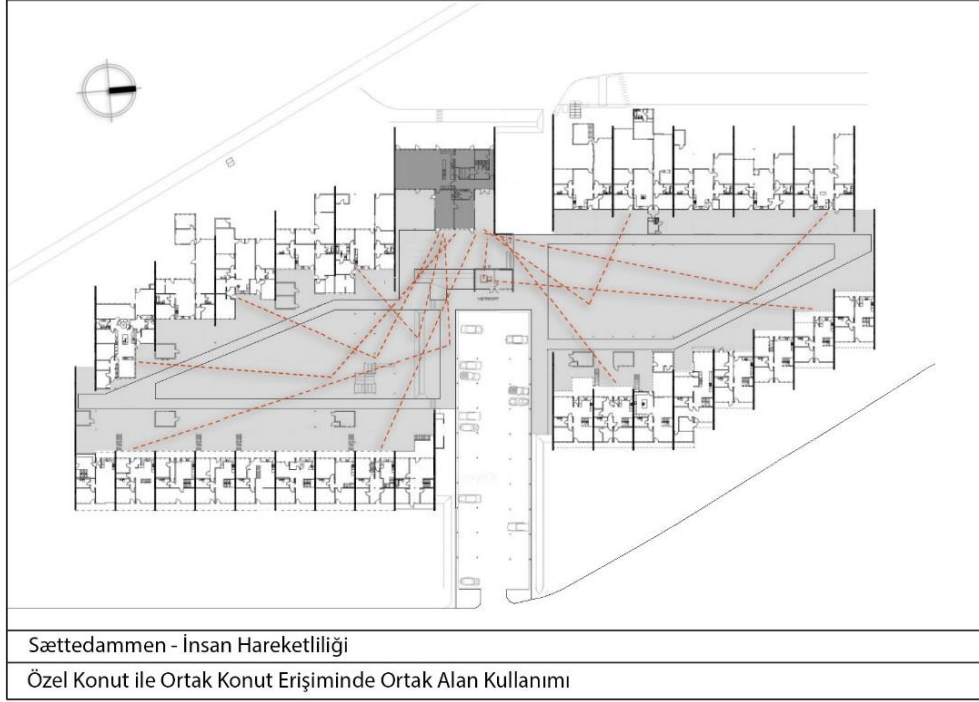 Sættedammen - İnsan Hareketliliği
Özel Konut ile Ortak Konut Erişiminde Ortak Alan Kullanımı